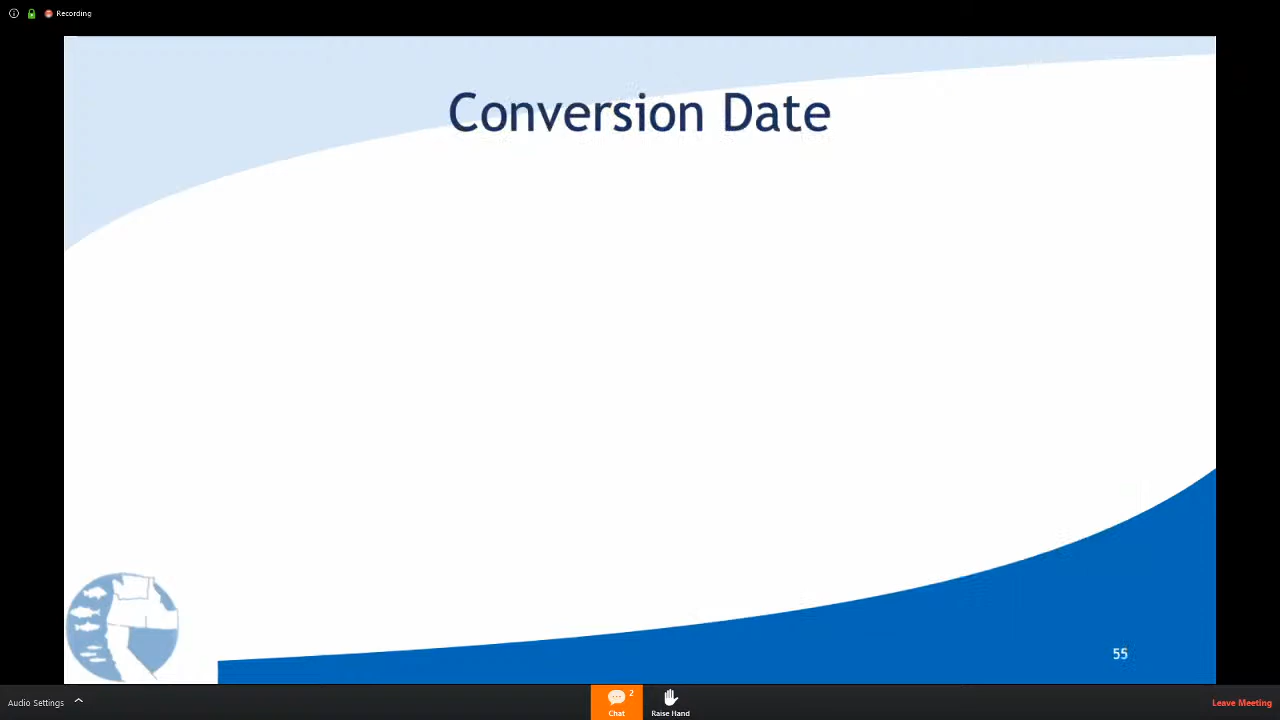 Recording
Conversion Date
55
Audio Settings
2
Chat
Raise Hand
Leave Meeting